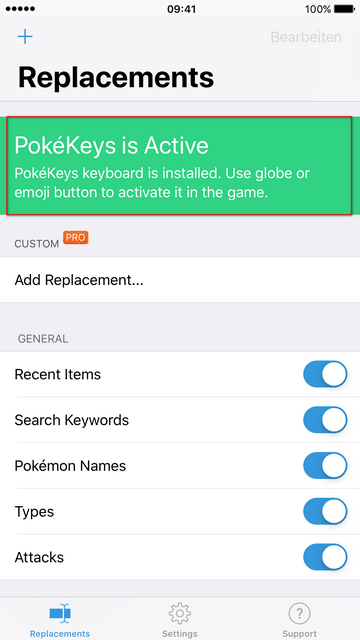 09:41
100%
Bearbeiten
Replacements
PokéKeys is Active
PokéKeys keyboard is installed. Use globe or
emoji button to activate it in the game.
CUSTOM PRO
Add Replacement...
GENERAL
Recent Items
Search Keywords
Pokémon Names
Types
Attacks
Replacements Settings Support